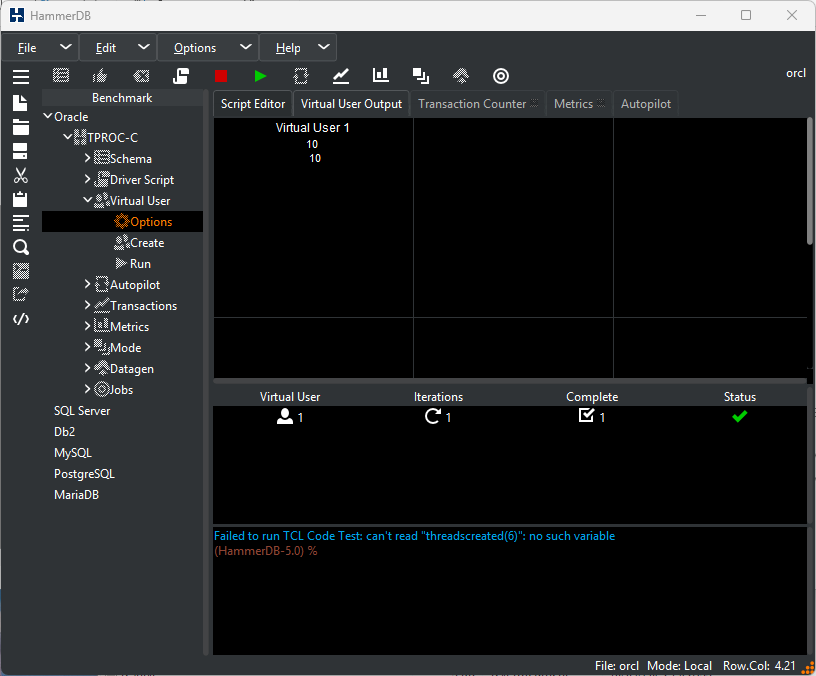 HammerDB
File Edit Options Help
orcl
Benchmark
Oracle
TPROC-C
Schema
Driver Script
Virtual User
Options
Create
Run
Autopilot
Transactions
Metrics
Mode
Datagen
Jobs
SQL Server
Db2
MySQL
PostgreSQL
MariaDB
Script Editor Virtual User Output Transaction Counter Metrics Autopilot
Virtual User 1
10
10
Virtual User Iterations Complete Status
1 1 1
Failed to run TCL Code Test: can't read "threadscreated(6)": no such variable
(HammerDB-5.0) %
File: orcl Mode: Local Row.Col: 4.21